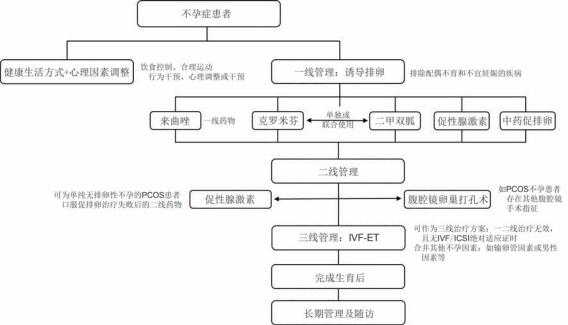 不孕症患者
健康生活方式+心理因素调整
饮食控制、合理运动
行为干预、心理调整或干预
一线管理：诱导排卵
排除配偶不育和不宜妊娠的疾病
来曲唑
一线药物
克罗米芬
单独或
联合使用
二甲双胍
促性腺激素
中药促排卵
二线管理
可为单纯无排卵性不孕的PCOS患者
口服促排卵治疗失败后的二线药物
促性腺激素
腹腔镜卵巢打孔术
如PCOS不孕患者
存在其他腹腔镜
手术指征
三线管理：IVF-ET
可作为三线治疗方案：一二线治疗无效，
且无IVF/ICSI绝对适应证时
合并其他不孕因素：如输卵管因素或男性
因素等
完成生育后
长期管理及随访